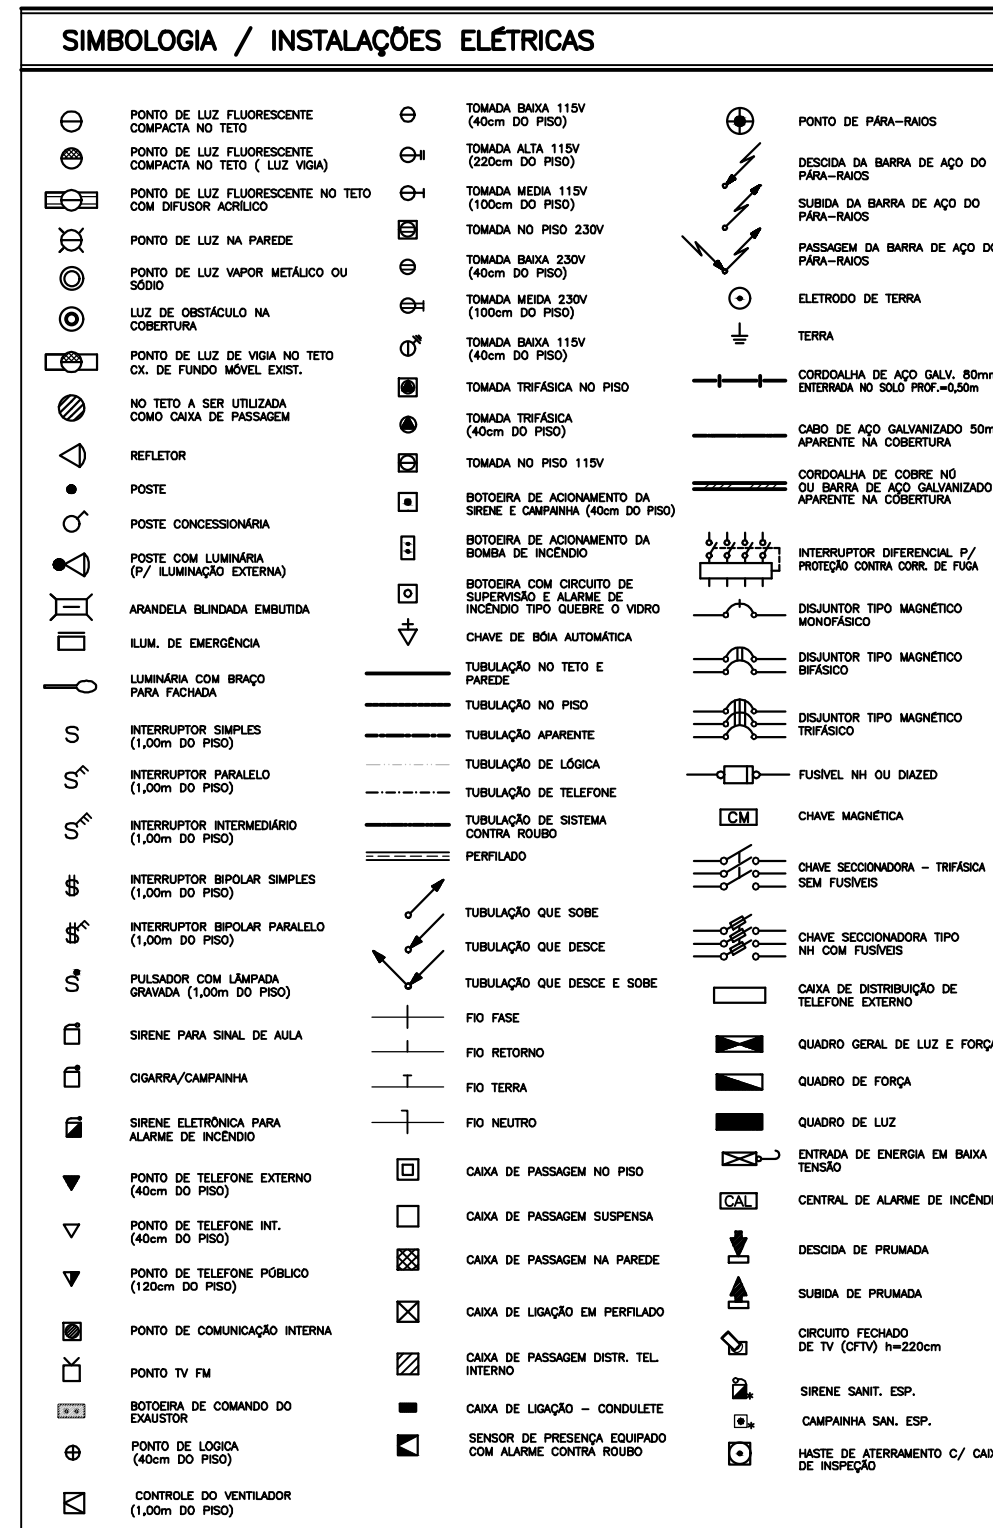 SIMBOLOGIA / INSTALAÇÕES ELÉTRICAS
PONTO DE LUZ FLUORESCENTE
COMPACTA NO TETO
PONTO DE LUZ FLUORESCENTE
COMPACTA NO TETO ( LUZ VIGIA)
PONTO DE LUZ FLUORESCENTE NO TETO
COM DIFUSOR ACRÍLICO
PONTO DE LUZ NA PAREDE
PONTO DE LUZ VAPOR METÁLICO OU
SÓDIO
LUZ DE OBSTÁCULO NA
COBERTURA
PONTO DE LUZ DE VIGIA NO TETO
CX. DE FUNDO MÓVEL EXIST.
NO TETO A SER UTILIZADA
COMO CAIXA DE PASSAGEM
REFLETOR
POSTE
POSTE CONCESSIONÁRIA
POSTE COM LUMINÁRIA
(P/ ILUMINAÇÃO EXTERNA)
ARANDELA BLINDADA EMBUTIDA
ILUM. DE EMERGÊNCIA
LUMINÁRIA COM BRAÇO
PARA FACHADA
S INTERRUPTOR SIMPLES
(1,00m DO PISO)
S INTERRUPTOR PARALELO
(1,00m DO PISO)
S INTERRUPTOR INTERMEDIÁRIO
(1,00m DO PISO)
INTERRUPTOR BIPOLAR SIMPLES
(1,00m DO PISO)
INTERRUPTOR BIPOLAR PARALELO
(1,00m DO PISO)
S PULSADOR COM LÂMPADA
GRAVADA (1,00m DO PISO)
SIRENE PARA SINAL DE AULA
CIGARRA/CAMPAINHA
SIRENE ELETRÔNICA PARA
ALARME DE INCÊNDIO
PONTO DE TELEFONE EXTERNO
(40cm DO PISO)
PONTO DE TELEFONE INT.
(40cm DO PISO)
PONTO DE TELEFONE PÚBLICO
(120cm DO PISO)
PONTO DE COMUNICAÇÃO INTERNA
PONTO TV FM
BOTOEIRA DE COMANDO DO
EXAUSTOR
PONTO DE LOGICA
(40cm DO PISO)
CONTROLE DO VENTILADOR
(1,00m DO PISO)
TOMADA BAIXA 115V
(40cm DO PISO)
TOMADA ALTA 115V
(220cm DO PISO)
TOMADA MEDIA 115V
(100cm DO PISO)
TOMADA NO PISO 230V
TOMADA BAIXA 230V
(40cm DO PISO)
TOMADA MEIDA 230V
(100cm DO PISO)
TOMADA BAIXA 115V
(40cm DO PISO)
TOMADA TRIFÁSICA NO PISO
TOMADA TRIFÁSICA
(40cm DO PISO)
TOMADA NO PISO 115V
BOTOEIRA DE ACIONAMENTO DA
SIRENE E CAMPAINHA (40cm DO PISO)
BOTOEIRA DE ACIONAMENTO DA
BOMBA DE INCÊNDIO
BOTOEIRA COM CIRCUITO DE
SUPERVISÃO E ALARME DE
INCÊNDIO TIPO QUEBRE O VIDRO
CHAVE DE BÓIA AUTOMÁTICA
TUBULAÇÃO NO TETO E
PAREDE
TUBULAÇÃO NO PISO
TUBULAÇÃO APARENTE
TUBULAÇÃO DE LÓGICA
TUBULAÇÃO DE TELEFONE
TUBULAÇÃO DE SISTEMA
CONTRA ROUBO
PERFILADO
TUBULAÇÃO QUE SOBE
TUBULAÇÃO QUE DESCE
TUBULAÇÃO QUE DESCE E SOBE
FIO FASE
FIO RETORNO
FIO TERRA
FIO NEUTRO
CAIXA DE PASSAGEM NO PISO
CAIXA DE PASSAGEM SUSPENSA
CAIXA DE PASSAGEM NA PAREDE
CAIXA DE LIGAÇÃO EM PERFILADO
CAIXA DE PASSAGEM DISTR. TEL.
INTERNO
CAIXA DE LIGAÇÃO – CONDULETE
SENSOR DE PRESENÇA EQUIPADO
COM ALARME CONTRA ROUBO
PONTO DE PÁRA–RAIOS
DESCIDA DA BARRA DE AÇO DO
PÁRA–RAIOS
SUBIDA DA BARRA DE AÇO DO
PÁRA–RAIOS
PASSAGEM DA BARRA DE AÇO DO
PÁRA–RAIOS
ELETRODO DE TERRA
TERRA
CORDOALHA DE AÇO GALV. 80mm
ENTERRADA NO SOLO PROF.=0,50m
CABO DE AÇO GALVANIZADO 50m
APARENTE NA COBERTURA
CORDOALHA DE COBRE NÚ
OU BARRA DE AÇO GALVANIZADO
APARENTE NA COBERTURA
INTERRUPTOR DIFERENCIAL P/
PROTEÇÃO CONTRA CORR. DE FUGA
DISJUNTOR TIPO MAGNÉTICO
MONOFÁSICO
DISJUNTOR TIPO MAGNÉTICO
BIFÁSICO
DISJUNTOR TIPO MAGNÉTICO
TRIFÁSICO
FUSÍVEL NH OU DIAZED
CM CHAVE MAGNÉTICA
CHAVE SECCIONADORA – TRIFÁSICA
SEM FUSÍVEIS
CHAVE SECCIONADORA TIPO
NH COM FUSÍVEIS
CAIXA DE DISTRIBUIÇÃO DE
TELEFONE EXTERNO
QUADRO GERAL DE LUZ E FORÇA
QUADRO DE FORÇA
QUADRO DE LUZ
ENTRADA DE ENERGIA EM BAIXA
TENSÃO
CAL CENTRAL DE ALARME DE INCÊNDI
DESCIDA DE PRUMADA
SUBIDA DE PRUMADA
CIRCUITO FECHADO
DE TV (CFTV) h=220cm
SIRENE SANIT. ESP.
CAMPAINHA SAN. ESP.
HASTE DE ATERRAMENTO C/ CAIX
DE INSPEÇÃO